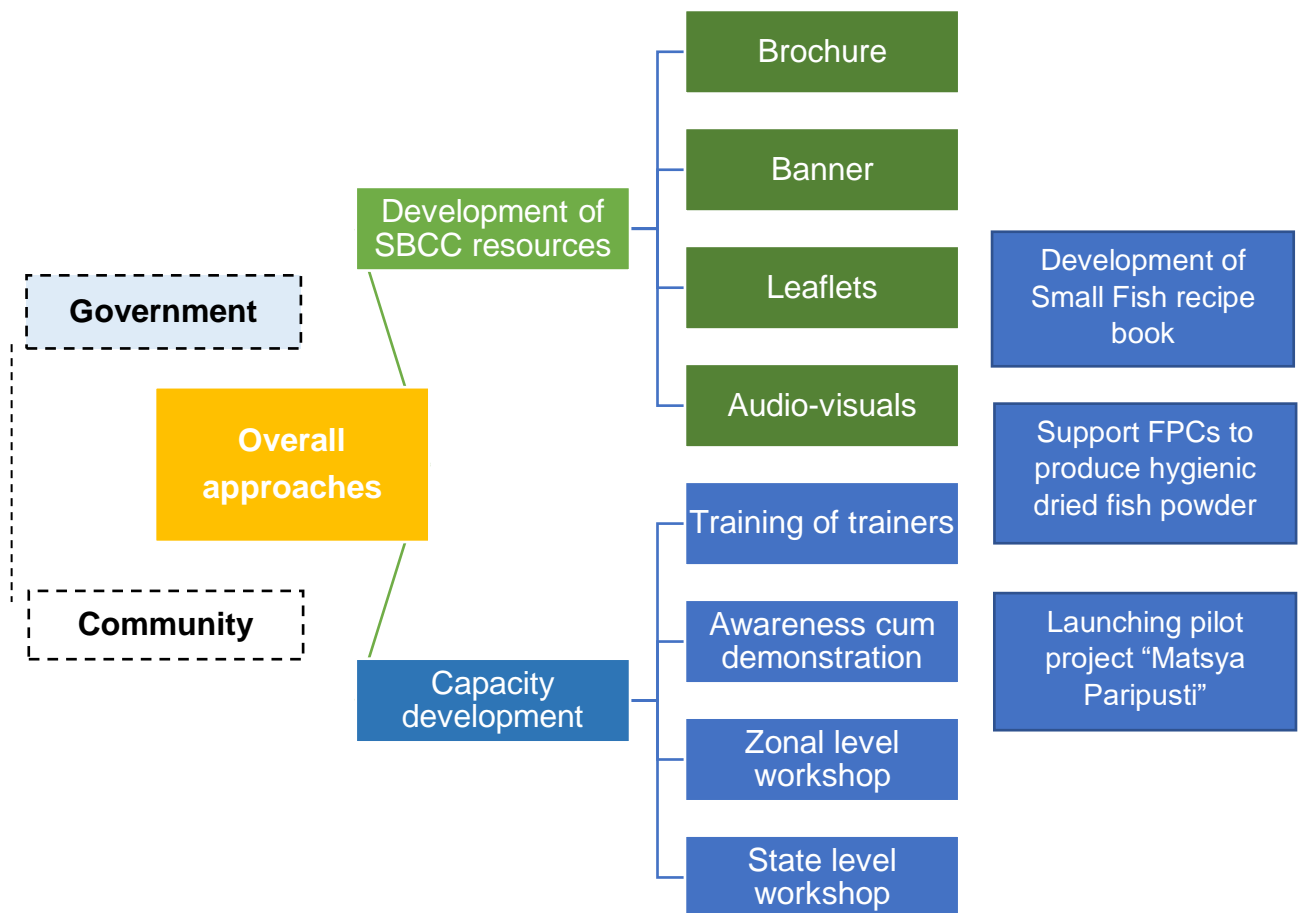 Brochure
Banner
Development of
SBCC resources
Leaflets
Development of
Small Fish recipe
book
Government
Audio-visuals
Overall
approaches
Support FPCs to
produce hygienic
dried fish powder
Training of trainers
Community
Awareness cum
demonstration
Launching pilot
project “Matsya
Paripusti”
Capacity
development
Zonal level
workshop
State level
workshop